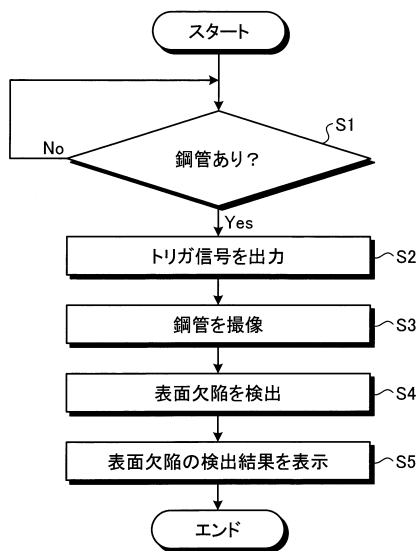 スタート
S1
鋼管あり？
No
Yes
トリガ信号を出力
S2
鋼管を撮像
S3
表面欠陥を検出
S4
表面欠陥の検出結果を表示
S5
エンド